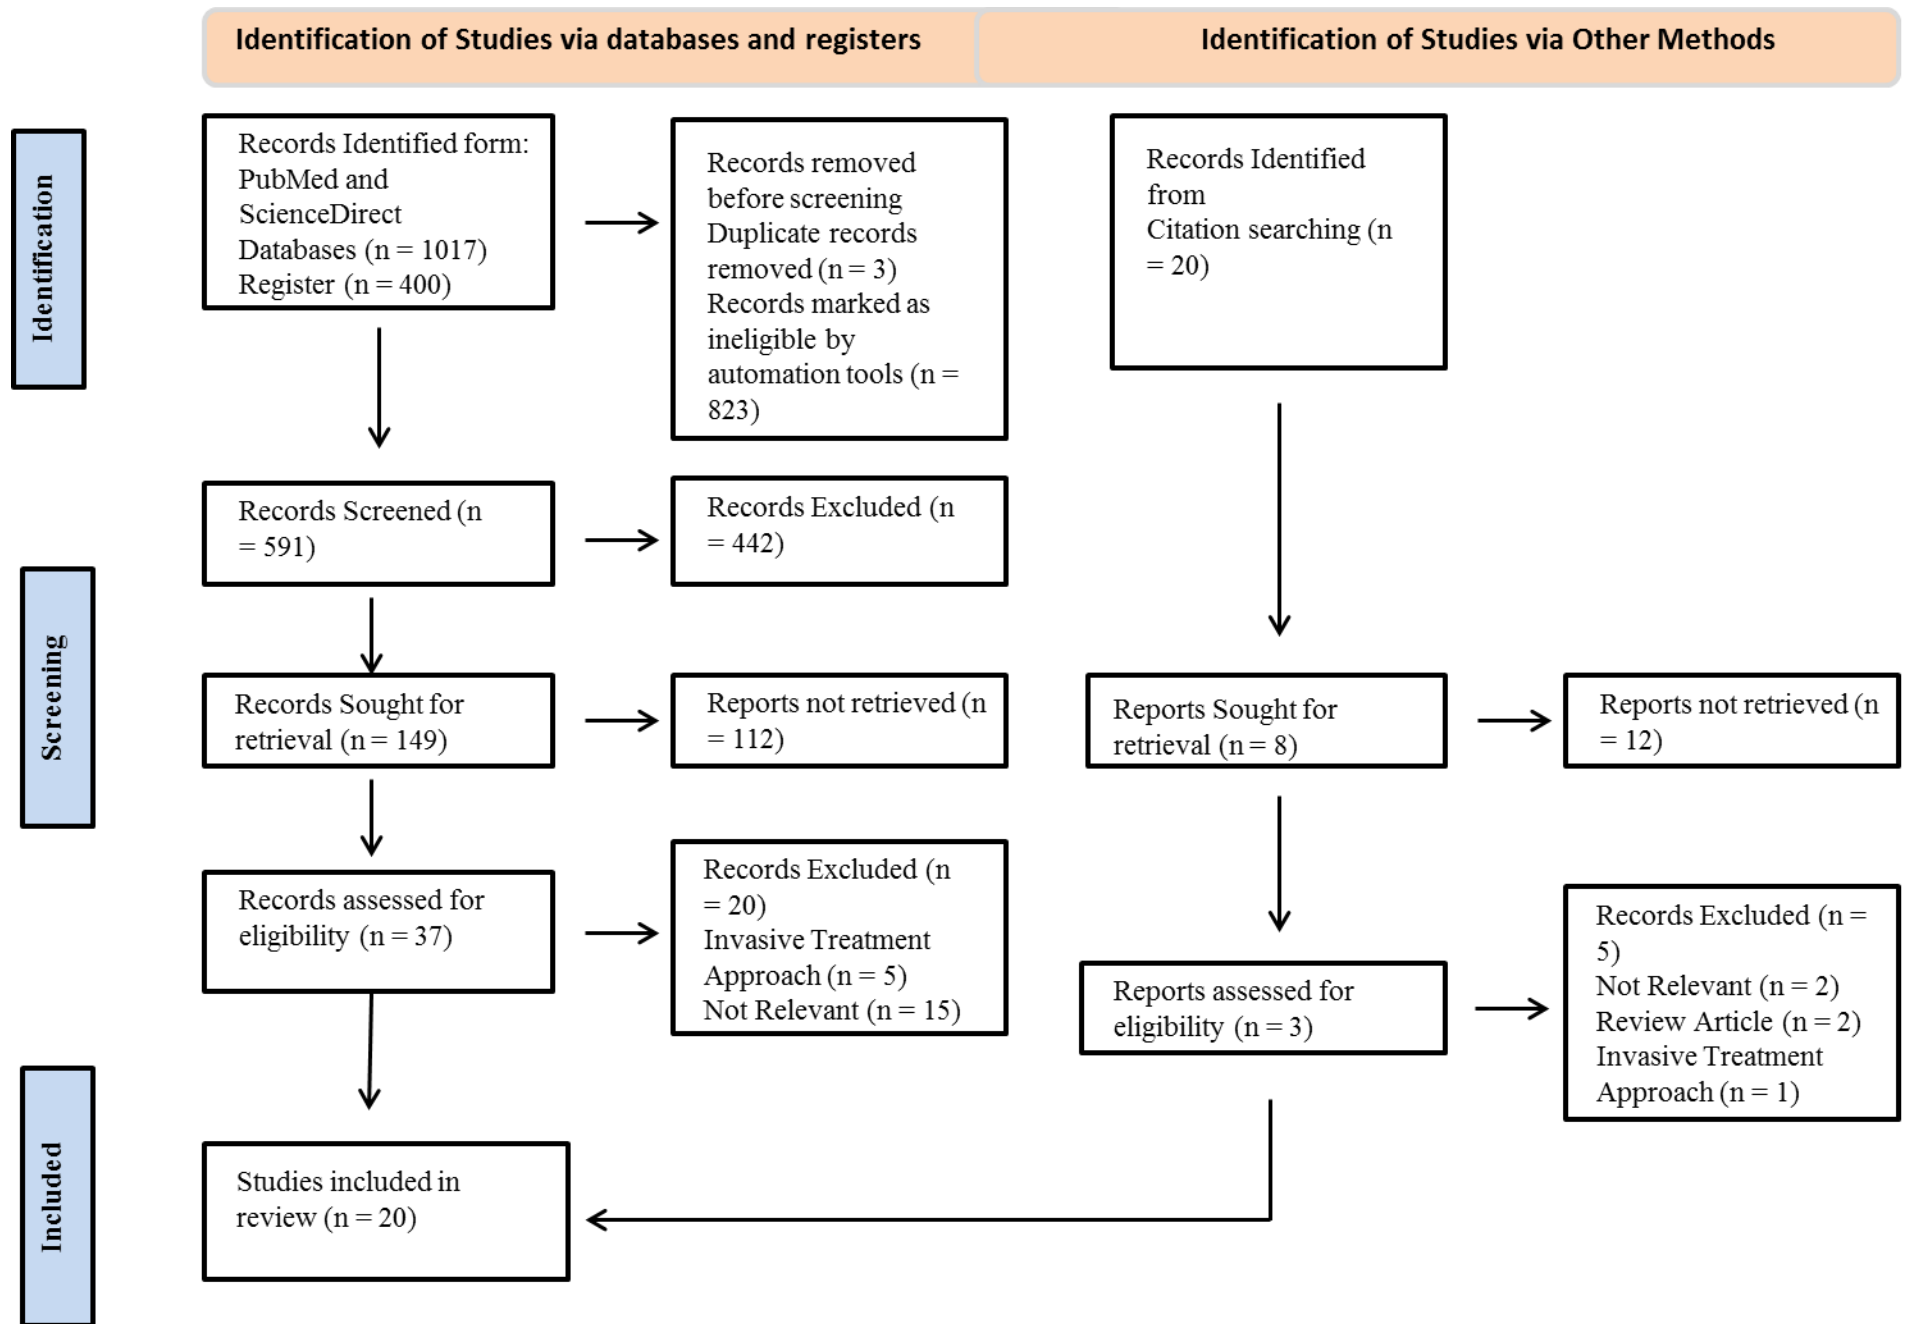 Identification of Studies via databases and registers
Identification of Studies via Other Methods
Identification
Records Identified form:
PubMed and
ScienceDirect
Databases (n = 1017)
Register (n = 400)
Records removed
before screening
Duplicate records
removed (n = 3)
Records marked as
ineligible by
automation tools (n =
823)
Records Identified
from
Citation searching (n
= 20)
Screening
Records Screened (n
= 591)
Records Excluded (n
= 442)
Records Sought for
retrieval (n = 149)
Reports not retrieved (n
= 112)
Reports Sought for
retrieval (n = 8)
Reports not retrieved (n
= 12)
Records assessed for
eligibility (n = 37)
Records Excluded (n
= 20)
Invasive Treatment
Approach (n = 5)
Not Relevant (n = 15)
Reports assessed for
eligibility (n = 3)
Records Excluded (n =
5)
Not Relevant (n = 2)
Review Article (n = 2)
Invasive Treatment
Approach (n = 1)
Included
Studies included in
review (n = 20)